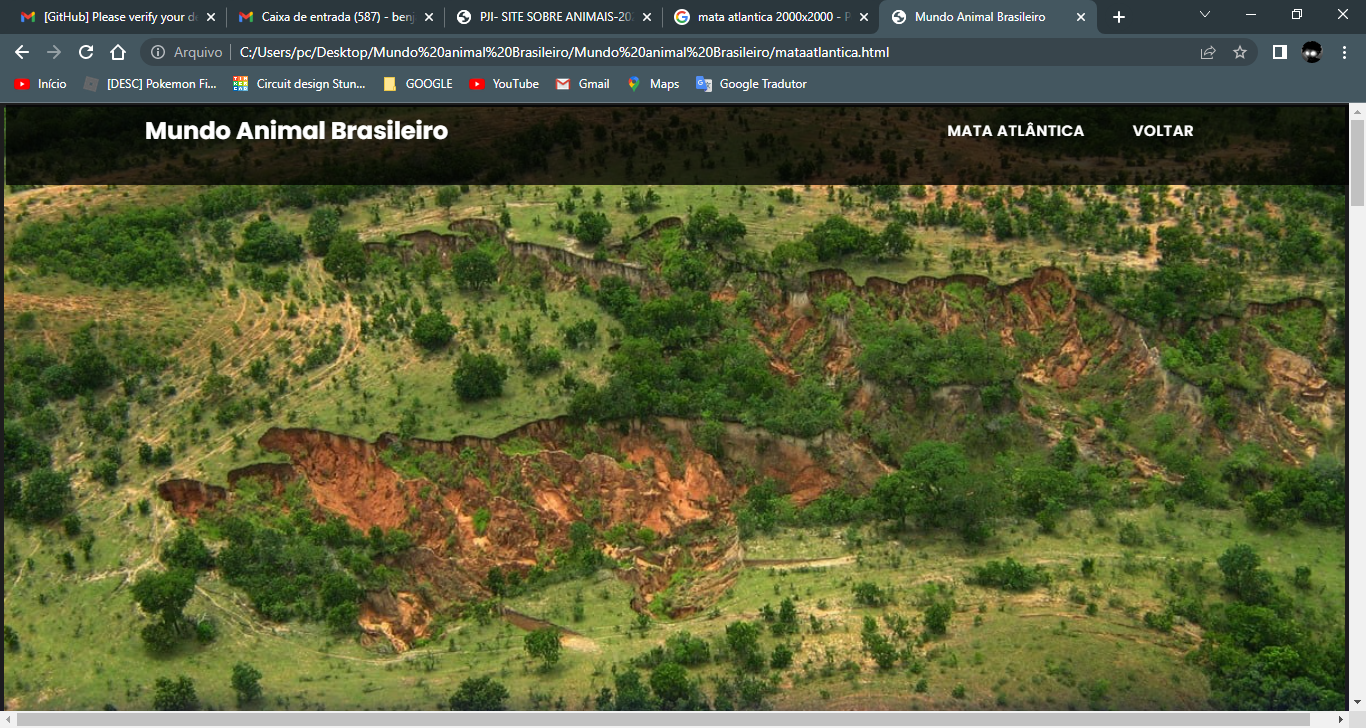 [GitHub] Please verify your de
Caixa de entrada (587) - benj
PJI- SITE SOBRE ANIMAIS-202
mata atlantica 2000x2000 - P
Mundo Animal Brasileiro
Arquivo
C:/Users/pc/Desktop/Mundo%20animal%20Brasileiro/Mundo%20animal%20Brasileiro/mataatlantica.html
Início
[DESC] Pokemon Fi...
Circuit design Stun...
GOOGLE
YouTube
Gmail
Maps
Google Tradutor
Mundo Animal Brasileiro
MATA ATLÂNTICA
VOLTAR